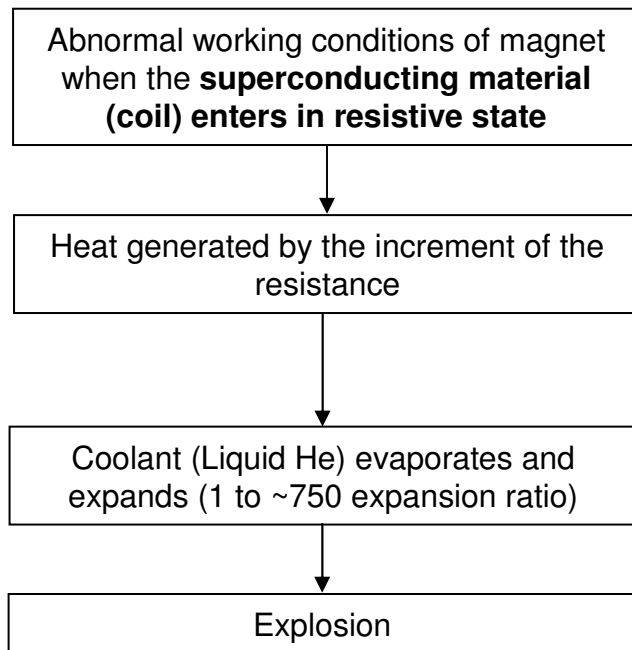 Abnormal working conditions of magnet
when the superconducting material
(coil) enters in resistive state
Heat generated by the increment of the
resistance
Coolant (Liquid He) evaporates and
expands (1 to ~750 expansion ratio)
Explosion